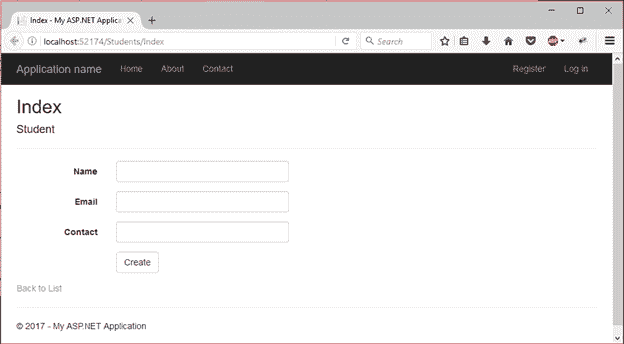 Index - My ASP.NET Application
localhost:52174/Students/Index
Search
Application name Home About Contact Register Log in
Index
Student
Name
Email
Contact
Create
Back to List
© 2017 - My ASP.NET Application